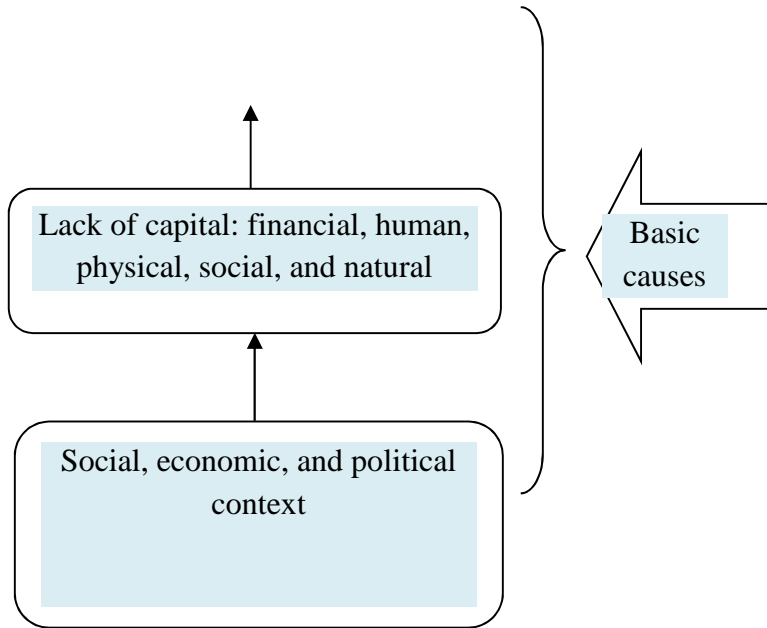 Lack of capital: financial, human,
physical, social, and natural
Basic
causes
Social, economic, and political
context